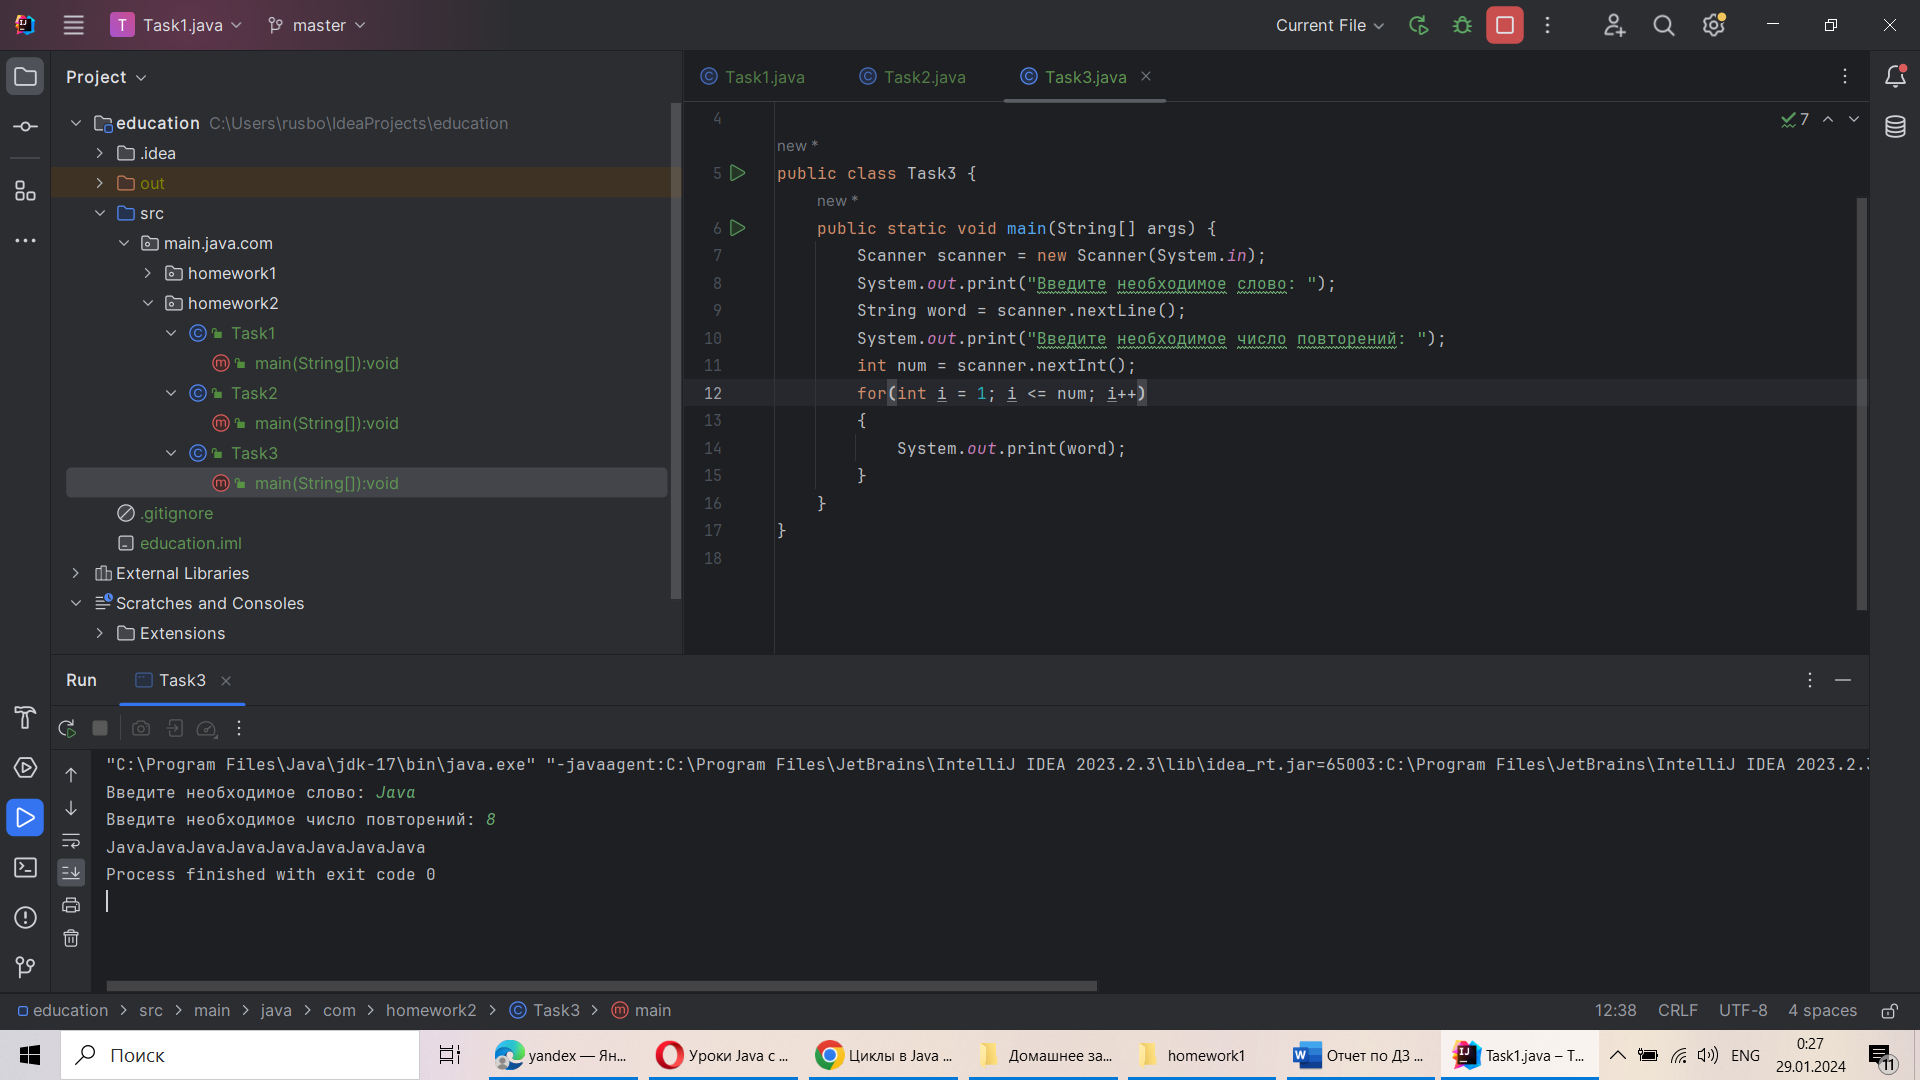 T Task1.java master Current File
Project
education C:\Users\rusbo\IdeaProjects\education
.idea
out
src
main.java.com
homework1
homework2
Task1
main(String[]):void
Task2
main(String[]):void
Task3
main(String[]):void
.gitignore
education.iml
External Libraries
Scratches and Consoles
Extensions
Task1.java Task2.java Task3.java
7
4
new *
5 public class Task3 {
new *
6 public static void main(String[] args) {
7 Scanner scanner = new Scanner(System.in);
8 System.out.print("Введите необходимое слово: ");
9 String word = scanner.nextLine();
10 System.out.print("Введите необходимое число повторений: ");
11 int num = scanner.nextInt();
12 for(int i = 1; i <= num; i++)
13 {
14 System.out.print(word);
15 }
16 }
17 }
18
Run Task3
"C:\Program Files\Java\jdk-17\bin\java.exe" "-javaagent:C:\Program Files\JetBrains\IntelliJ IDEA 2023.2.3\lib\idea_rt.jar=65003:C:\Program Files\JetBrains\IntelliJ IDEA 2023.2.3
Введите необходимое слово: Java
Введите необходимое число повторений: 8
JavaJavaJavaJavaJavaJavaJavaJava
Process finished with exit code 0
education > src > main > java > com > homework2 > Task3 > main 12:38 CRLF UTF-8 4 spaces
Поиск yandex — Ян... Уроки Java с ... Циклы в Java ... Домашнее за... homework1 Отчет по ДЗ ... Task1.java – T... ENG
0:27
29.01.2024
11